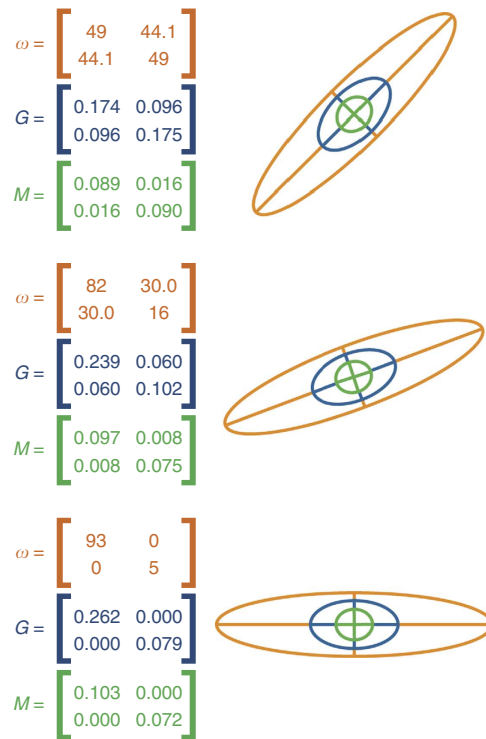 ω = [ 49 44.1
44.1 49 ]
G = [ 0.174 0.096
0.096 0.175 ]
M = [ 0.089 0.016
0.016 0.090 ]
ω = [ 82 30.0
30.0 16 ]
G = [ 0.239 0.060
0.060 0.102 ]
M = [ 0.097 0.008
0.008 0.075 ]
ω = [ 93 0
0 5 ]
G = [ 0.262 0.000
0.000 0.079 ]
M = [ 0.103 0.000
0.000 0.072 ]